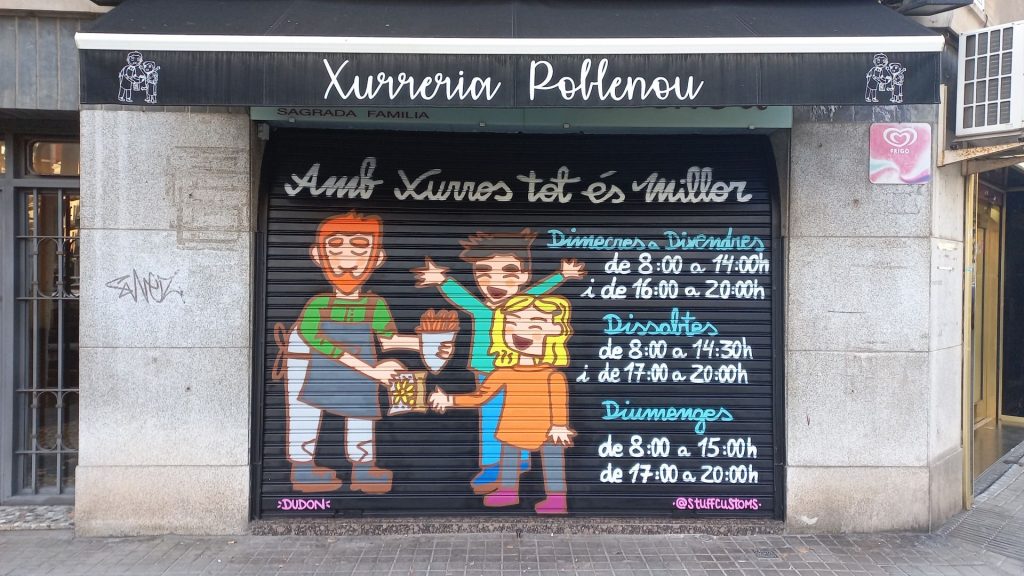 Xurreria Poblenou
SAGRADA FAMILIA
FRIGO
Amb Xurros tot és millor
Dimecres a Divendres
de 8:00 a 14:00h
i de 16:00 a 20:00h
Dissabtes
de 8:00 a 14:30h
i de 17:00 a 20:00h
Diumenges
de 8:00 a 15:00h
de 17:00 a 20:00h
DUDON
@STUFFCUSTOMS